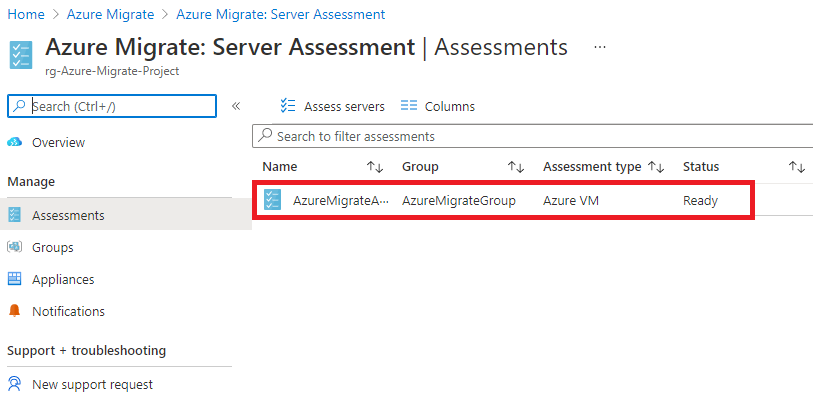 Home > Azure Migrate > Azure Migrate: Server Assessment
Azure Migrate: Server Assessment | Assessments ...
rg-Azure-Migrate-Project
Search (Ctrl+/) «
Assess servers Columns
Search to filter assessments
Overview
Name ↑↓ Group ↑↓ Assessment type ↑↓ Status ↑↓
Manage
AzureMigrateA··· AzureMigrateGroup Azure VM Ready
Assessments
Groups
Appliances
Notifications
Support + troubleshooting
New support request